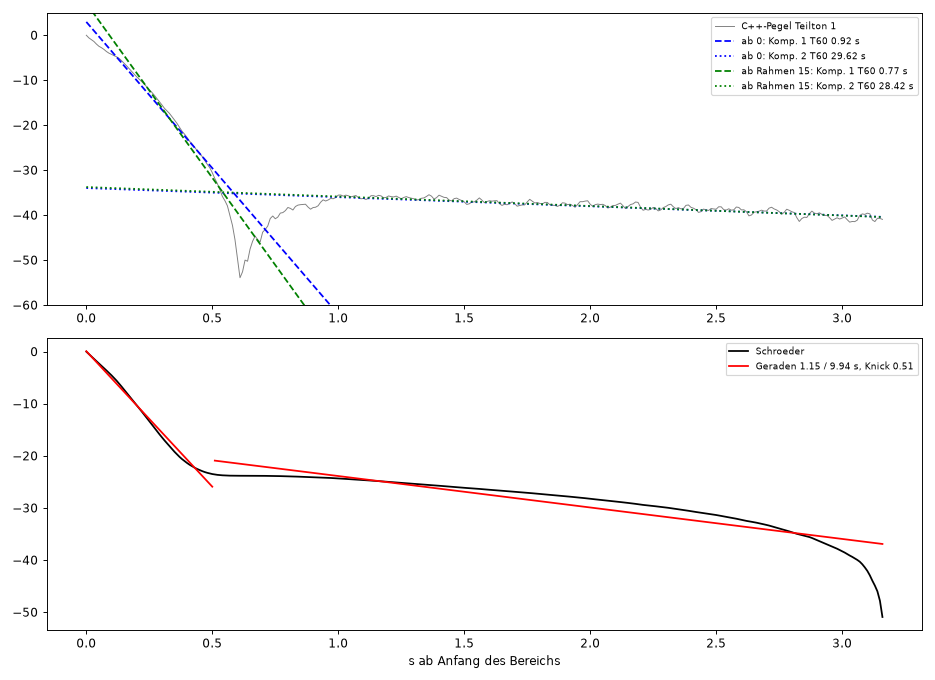 0
−10
−20
−30
−40
−50
−60
C++-Pegel Teilton 1
ab 0: Komp. 1 T60 0.92 s
ab 0: Komp. 2 T60 29.62 s
ab Rahmen 15: Komp. 1 T60 0.77 s
ab Rahmen 15: Komp. 2 T60 28.42 s
0.0 0.5 1.0 1.5 2.0 2.5 3.0
0
−10
−20
−30
−40
−50
Schroeder
Geraden 1.15 / 9.94 s, Knick 0.51
0.0 0.5 1.0 1.5 2.0 2.5 3.0
s ab Anfang des Bereichs